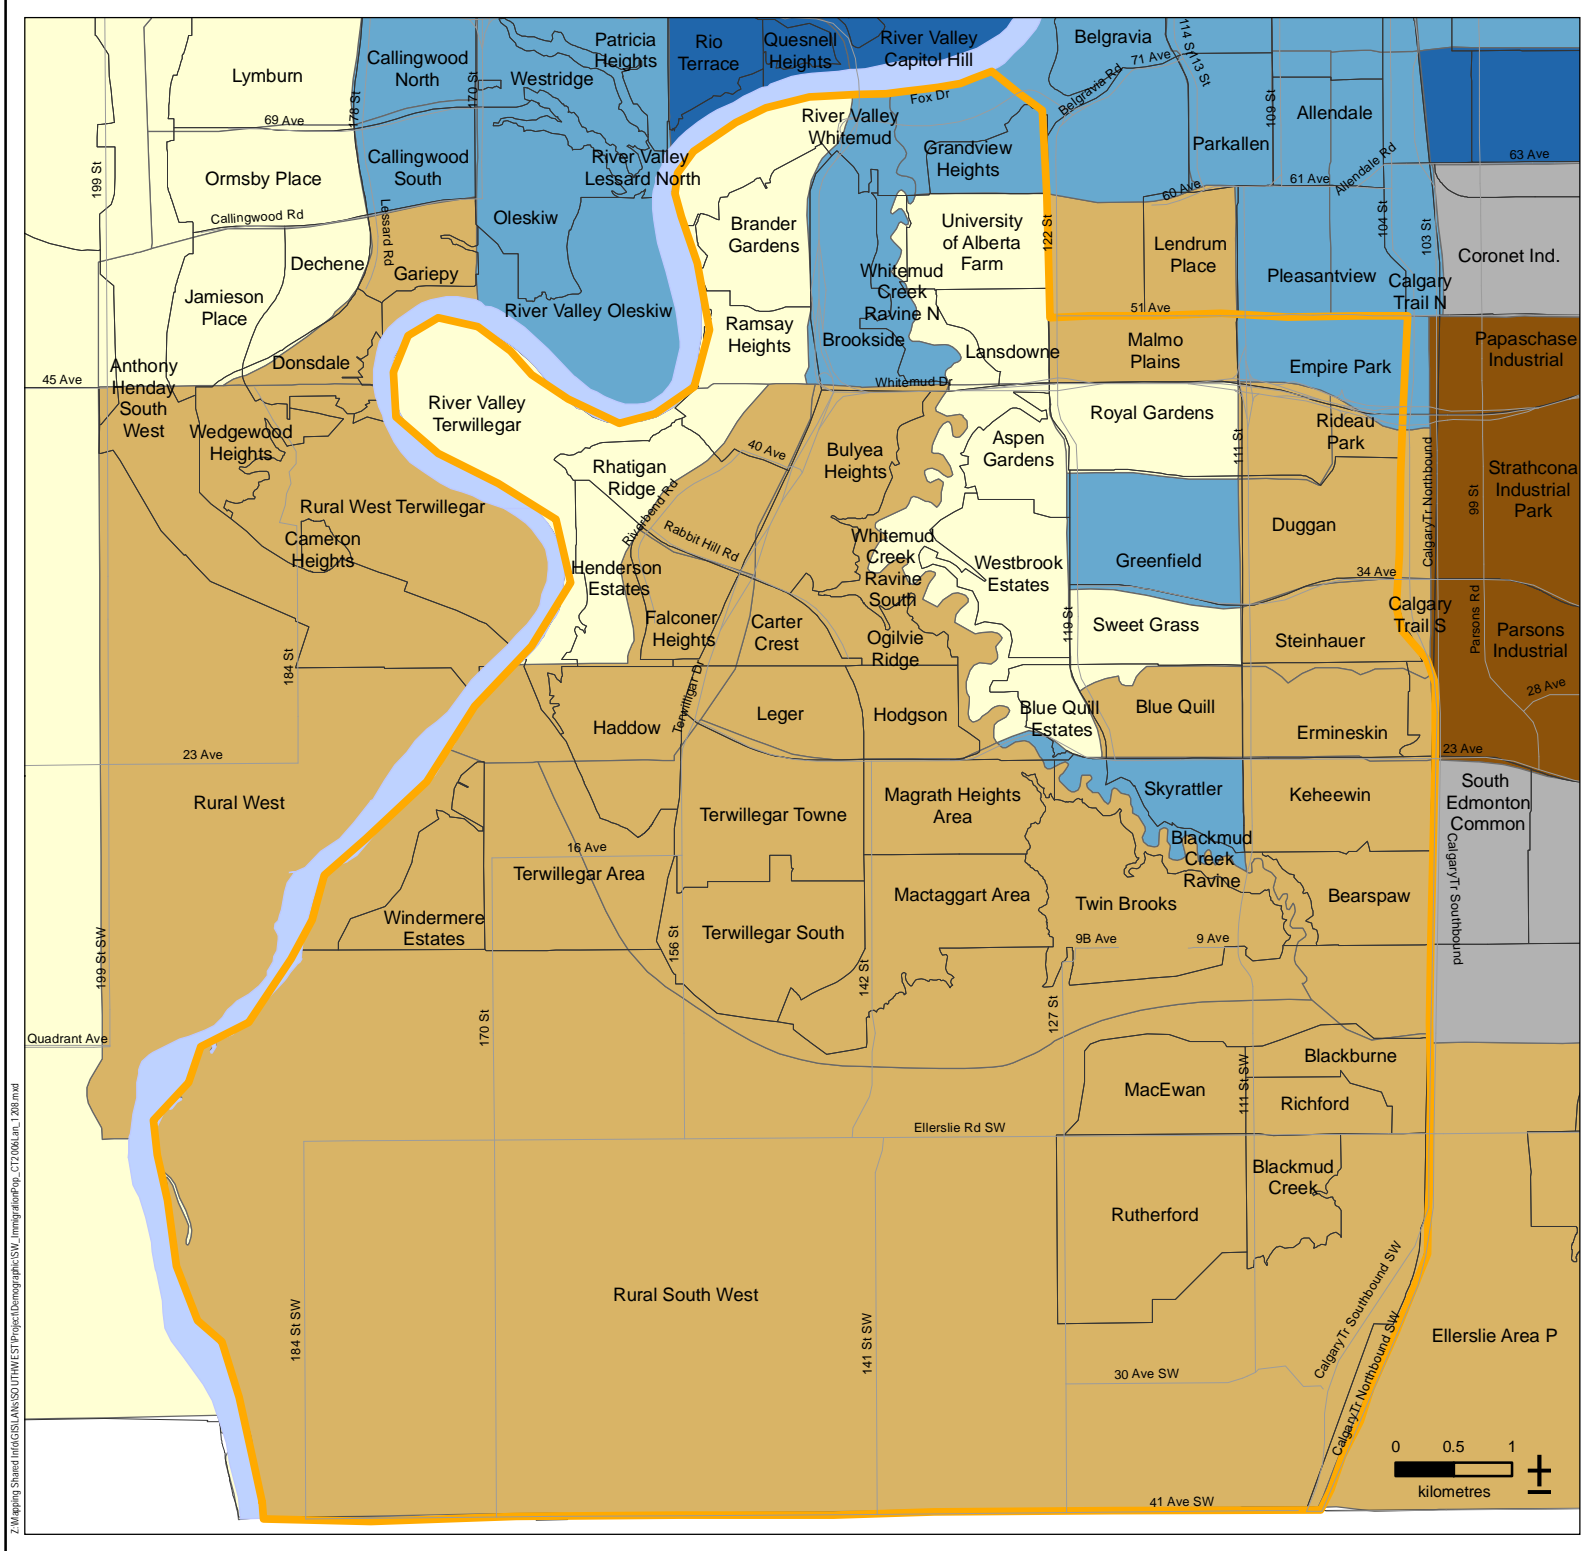 Lymburn
Callingwood
North
Patricia
Heights
Westridge
Rio
Terrace
Quesnell
Heights
River Valley
Capitol Hill
Belgravia
114 St
113 St
71 Ave
Belgravia Rd
Fox Dr
178 St
170 St
69 Ave
109 St
Allendale
River Valley
Whitemud
Grandview
Heights
Parkallen
Allendale Rd
63 Ave
199 St
Ormsby Place
Callingwood
South
River Valley
Lessard North
61 Ave
60 Ave
Callingwood Rd
Lessard Rd
Oleskiw
Brander
Gardens
University
of Alberta
Farm
122 St
Lendrum
Place
104 St
103 St
Coronet Ind.
Dechene
Gariepy
Jamieson
Place
River Valley Oleskiw
Whitemud
Creek
Ravine N
Pleasantview
Calgary
Trail N
51 Ave
Ramsay
Heights
Brookside
Lansdowne
Malmo
Plains
Empire Park
Papaschase
Industrial
Anthony
Henday
South
West
Donsdale
45 Ave
Whitemud Dr
River Valley
Terwillegar
Wedgewood
Heights
Royal Gardens
Rideau
Park
111 St
40 Ave
Bulyea
Heights
Aspen
Gardens
Rhatigan
Ridge
Riverbend Rd
Calgary Tr Northbound
99 St
Strathcona
Industrial
Park
Rural West Terwillegar
Cameron
Heights
Rabbit Hill Rd
Whitemud
Creek
Ravine
South
Duggan
Westbrook
Estates
Greenfield
Henderson
Estates
34 Ave
Calgary
Trail S
Parsons Rd
Parsons
Industrial
Falconer
Heights
Carter
Crest
Ogilvie
Ridge
119 St
Sweet Grass
Steinhauer
184 St
28 Ave
Terwilligar Dr
Haddow
Leger
Hodgson
Blue Quill
Estates
Blue Quill
Ermineskin
23 Ave
23 Ave
Rural West
Terwillegar Towne
Magrath Heights
Area
Skyrattler
Keheewin
South
Edmonton
Common
16 Ave
Blackmud
Creek
Ravine
Calgary Tr Southbound
Terwillegar Area
Mactaggart Area
Twin Brooks
Bearspaw
Windermere
Estates
Terwillegar South
9B Ave
9 Ave
199 St SW
156 St
142 St
127 St
170 St
Quadrant Ave
Blackburne
MacEwan
111 St SW
Richford
Ellerslie Rd SW
Blackmud
Creek
Rutherford
Rural South West
184 St SW
141 St SW
Calgary Tr Southbound SW
Calgary Tr Northbound SW
Ellerslie Area P
30 Ave SW
0 0.5 1
kilometres
41 Ave SW
Z:\Mapping Shared Info\GIS\LANs\SOUTHWEST\Project\Demographic\SW_ImmigrationPop_CT2006Lan_1208.mxd